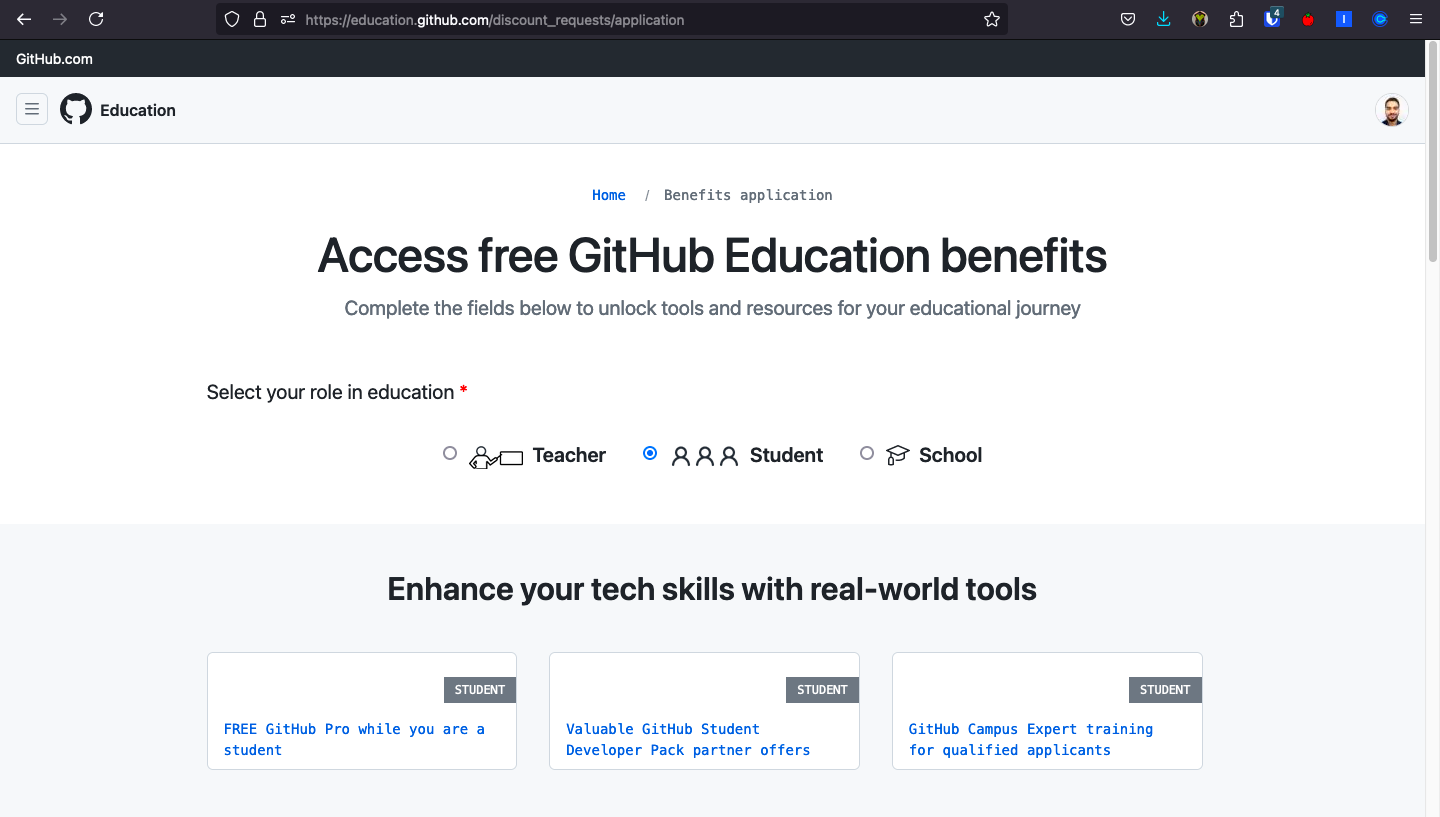 https://education.github.com/discount_requests/application
4
I
GitHub.com
Education
Home / Benefits application
Access free GitHub Education benefits
Complete the fields below to unlock tools and resources for your educational journey
Select your role in education *
Teacher Student School
Enhance your tech skills with real-world tools
STUDENT
FREE GitHub Pro while you are a
student
STUDENT
Valuable GitHub Student
Developer Pack partner offers
STUDENT
GitHub Campus Expert training
for qualified applicants